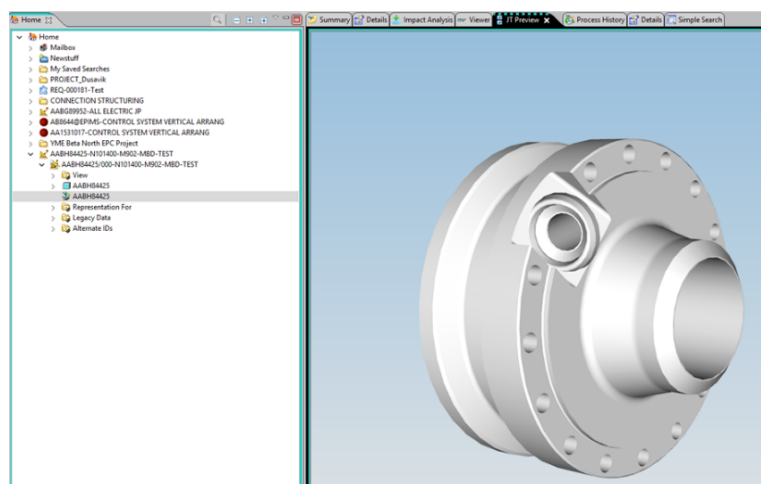 Home
Summary Details Impact Analysis Viewer JT Preview Process History Details Simple Search
Home
Mailbox
Newstuff
My Saved Searches
PROJECT_Dusavik
REQ-000181-Test
CONNECTION STRUCTURING
AABG89952-ALL ELECTRIC JP
AB8644@EPIMS-CONTROL SYSTEM VERTICAL ARRANG
AA1531017-CONTROL SYSTEM VERTICAL ARRANG
YME Beta North EPC Project
AABH84425-N101400-M902-MBD-TEST
AABH84425/000-N101400-M902-MBD-TEST
View
AABH84425
AABH84425
Representation For
Legacy Data
Alternate IDs